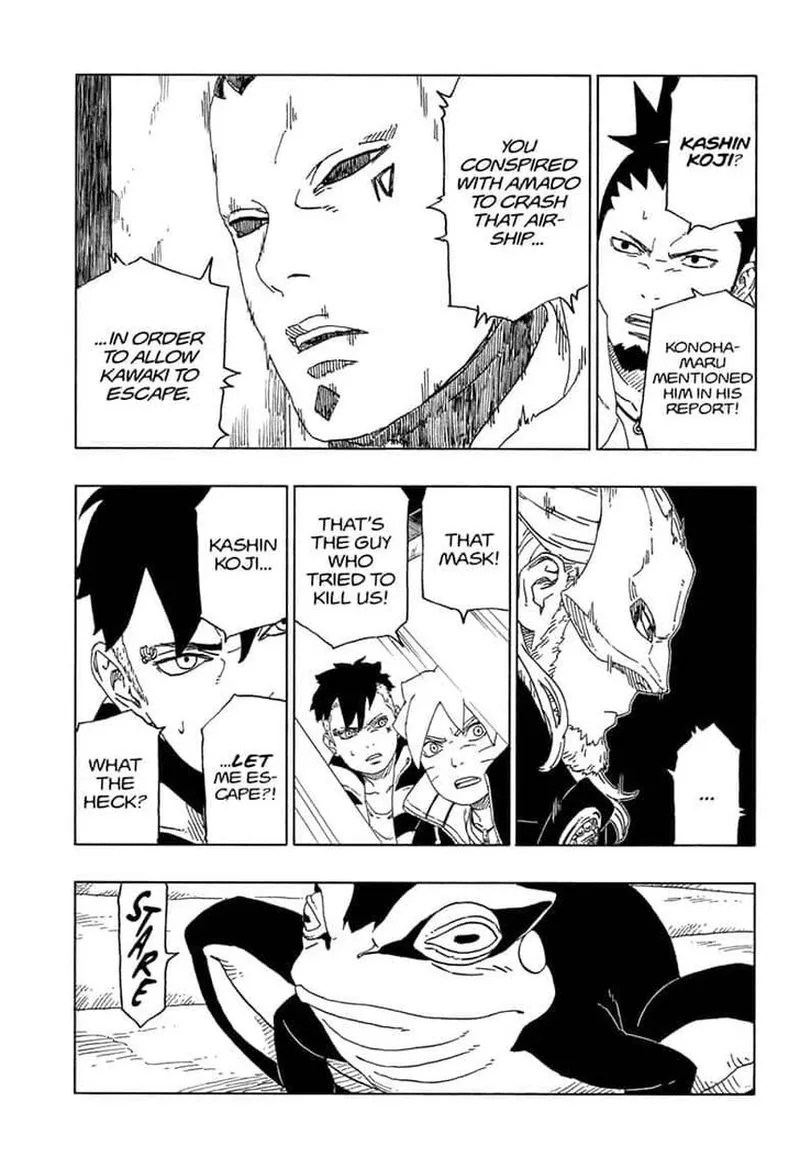 KASHIN
KOJI?
KONOHA-
MARU
MENTIONED
HIM IN HIS
REPORT!
YOU
CONSPIRED
WITH AMADO
TO CRASH
THAT AIR-
SHIP...
...IN ORDER
TO ALLOW
KAWAKI TO
ESCAPE.
...
THAT
MASK!
THAT'S
THE GUY
WHO
TRIED TO
KILL US!
KASHIN
KOJI...
...LET
ME ES-
CAPE?!
WHAT
THE
HECK?
STARE